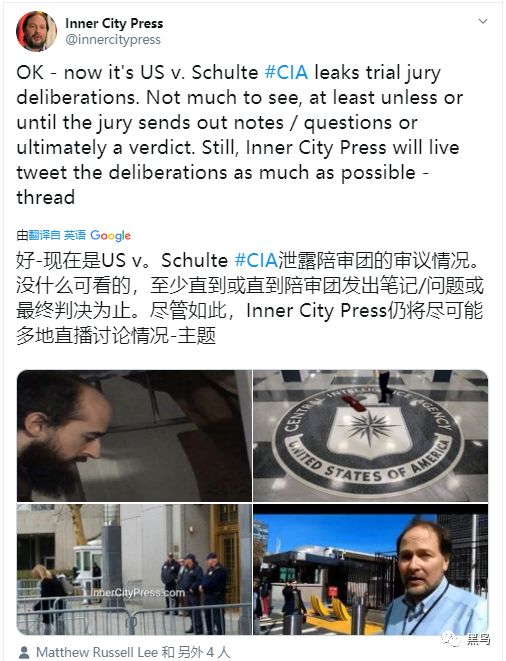 Inner City Press
@innercitypress
OK - now it's US v. Schulte #CIA leaks trial jury
deliberations. Not much to see, at least unless or
until the jury sends out notes / questions or
ultimately a verdict. Still, Inner City Press will live
tweet the deliberations as much as possible -
thread
由翻译自 英语 Google
好-现在是US v。Schulte #CIA泄露陪审团的审议情况。
没什么可看的，至少直到或直到陪审团发出笔记/问题或
最终判决为止。尽管如此，Inner City Press仍将尽可能
多地直播讨论情况-主题
CENTRAL INTELLIGENCE AGENCY
UNITED STATES OF AMERICA
InnerCityPress.com
黑鸟
Matthew Russell Lee 和 另外 4 人